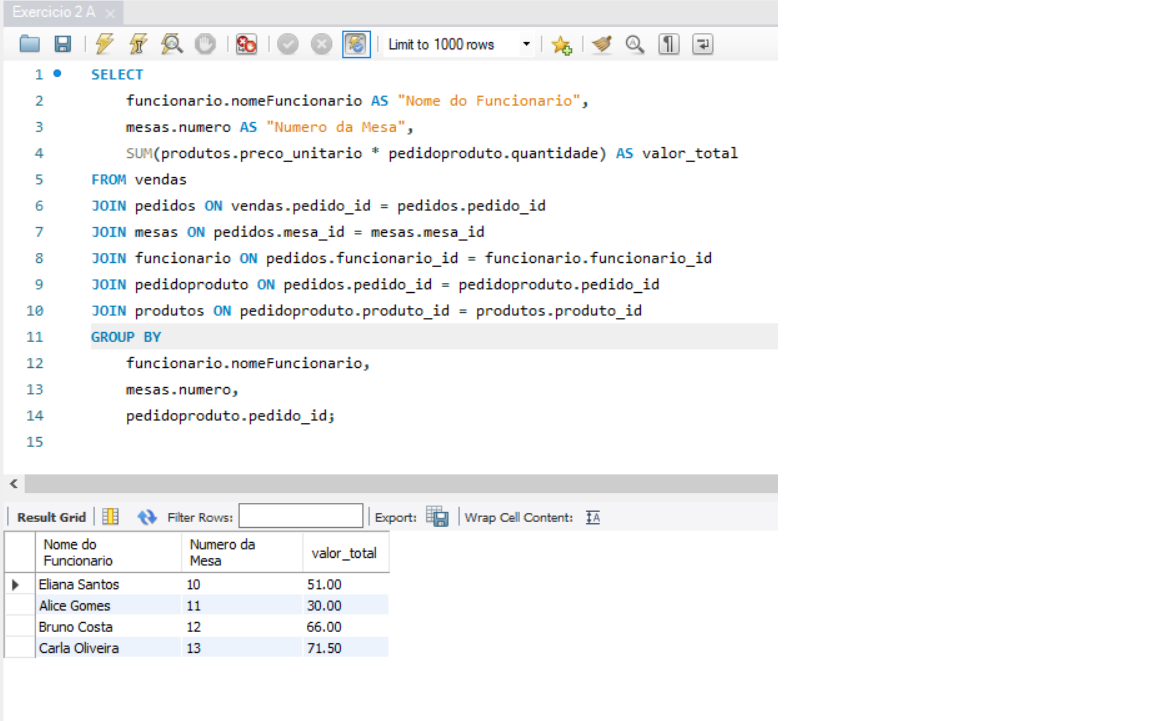 Exercicio 2 A
Limit to 1000 rows
1 SELECT
2 funcionario.nomeFuncionario AS "Nome do Funcionario",
3 mesas.numero AS "Numero da Mesa",
4 SUM(produtos.preco_unitario * pedidoproduto.quantidade) AS valor_total
5 FROM vendas
6 JOIN pedidos ON vendas.pedido_id = pedidos.pedido_id
7 JOIN mesas ON pedidos.mesa_id = mesas.mesa_id
8 JOIN funcionario ON pedidos.funcionario_id = funcionario.funcionario_id
9 JOIN pedidoproduto ON pedidos.pedido_id = pedidoproduto.pedido_id
10 JOIN produtos ON pedidoproduto.produto_id = produtos.produto_id
11 GROUP BY
12 funcionario.nomeFuncionario,
13 mesas.numero,
14 pedidoproduto.pedido_id;
15
Result Grid Filter Rows: Export: Wrap Cell Content: IA
Nome do Funcionario Numero da Mesa valor_total
Eliana Santos 10 51.00
Alice Gomes 11 30.00
Bruno Costa 12 66.00
Carla Oliveira 13 71.50